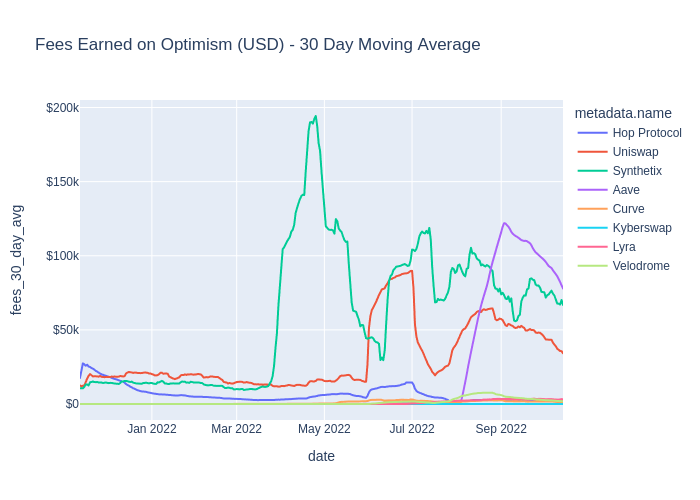 Fees Earned on Optimism (USD) - 30 Day Moving Average
metadata.name
Hop Protocol
Uniswap
Synthetix
Aave
Curve
Kyberswap
Lyra
Velodrome
fees_30_day_avg
$200k
$150k
$100k
$50k
$0
Jan 2022
Mar 2022
May 2022
Jul 2022
Sep 2022
date